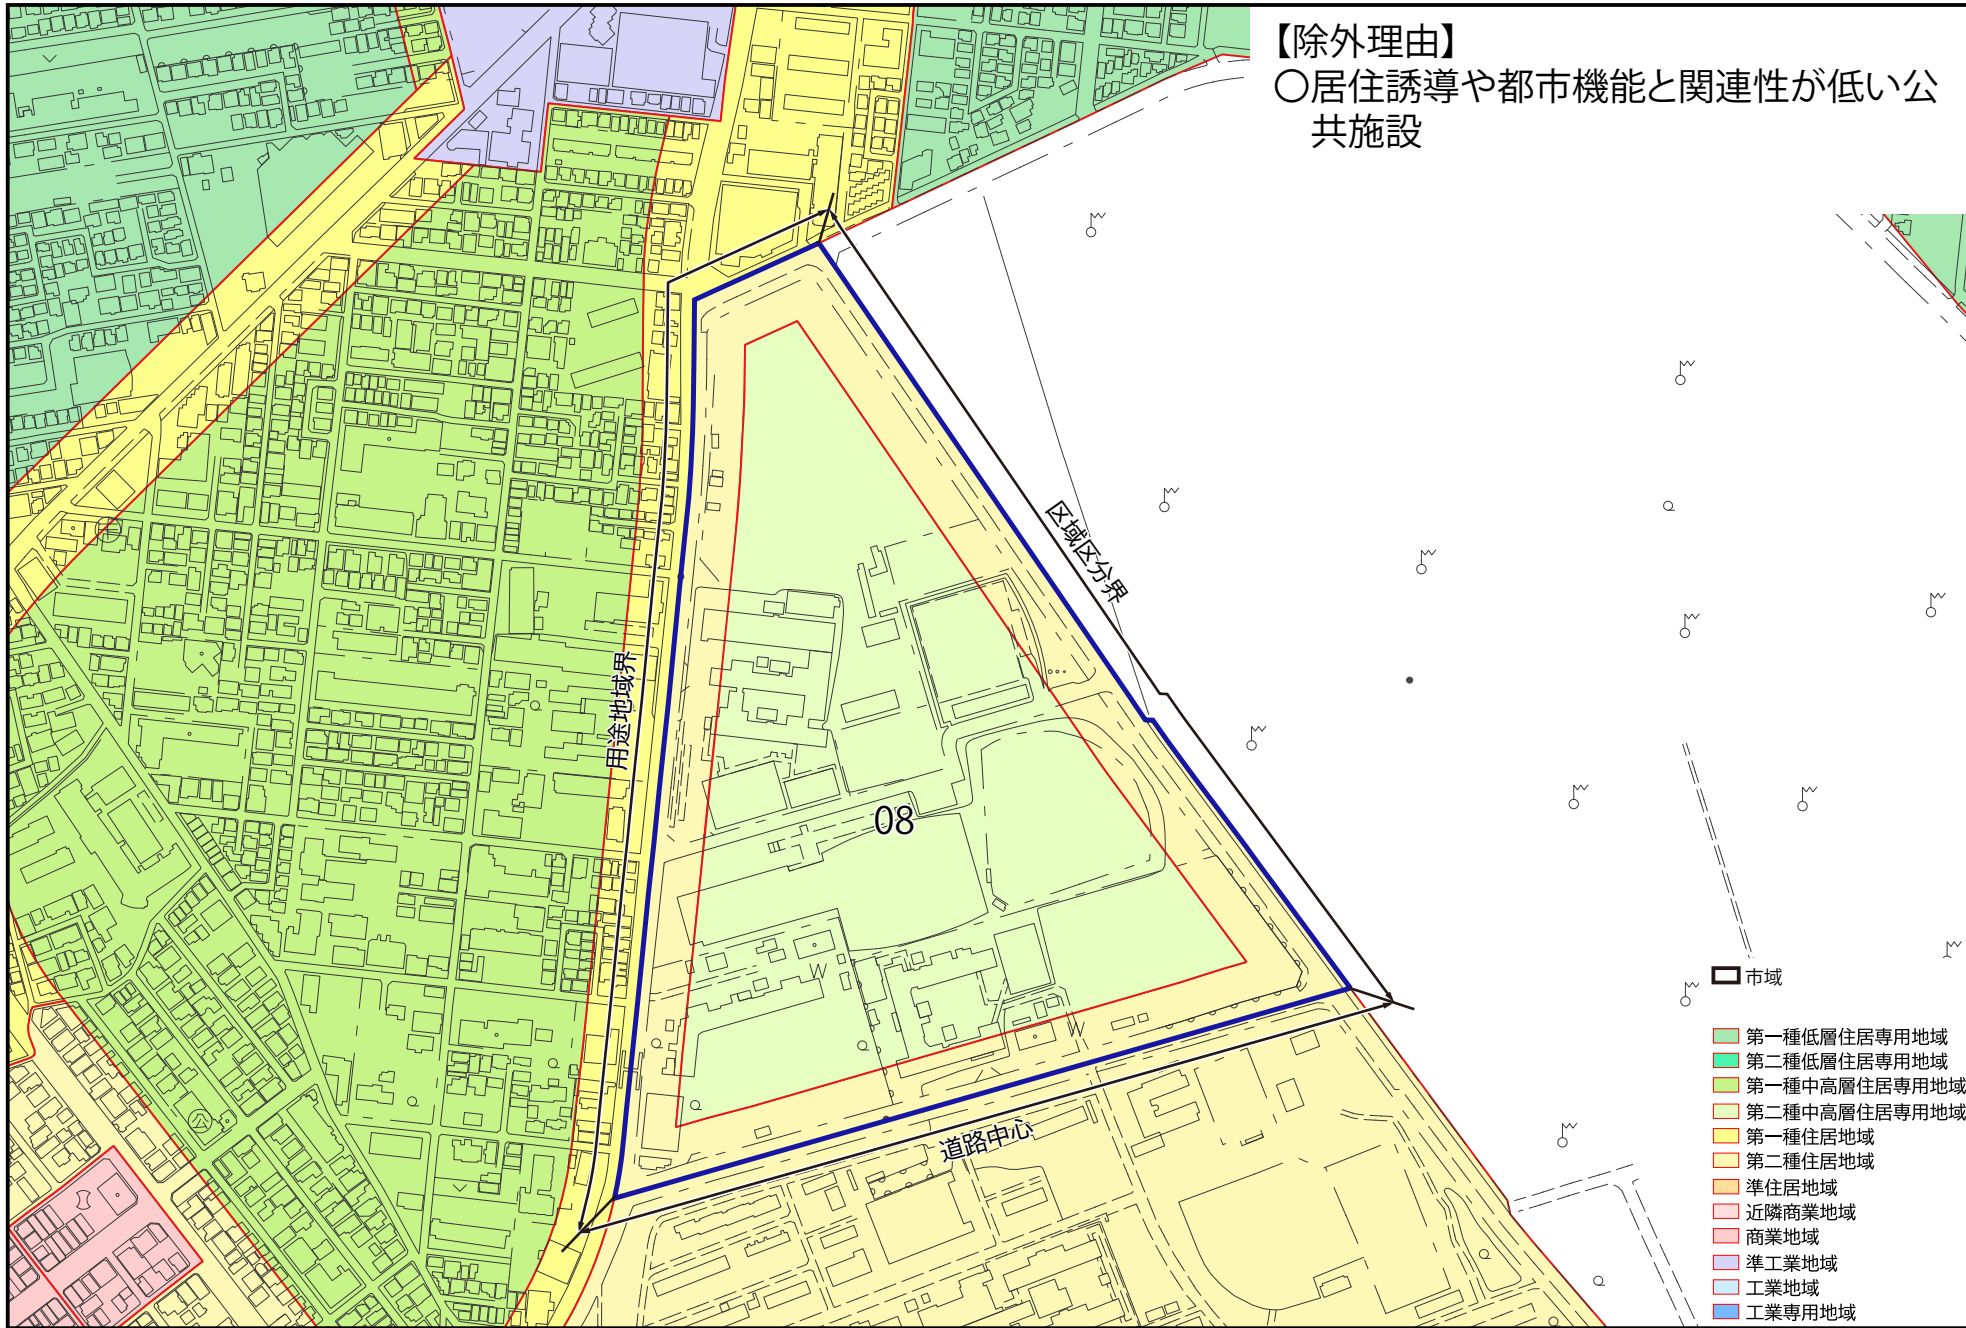 【除外理由】
○居住誘導や都市機能と関連性が低い公
共施設
区域区分界
用途地域界
08
道路中心
公
市域
第一種低層住居専用地域
第二種低層住居専用地域
第一種中高層住居専用地域
第二種中高層住居専用地域
第一種住居地域
第二種住居地域
準住居地域
近隣商業地域
商業地域
準工業地域
工業地域
工業専用地域